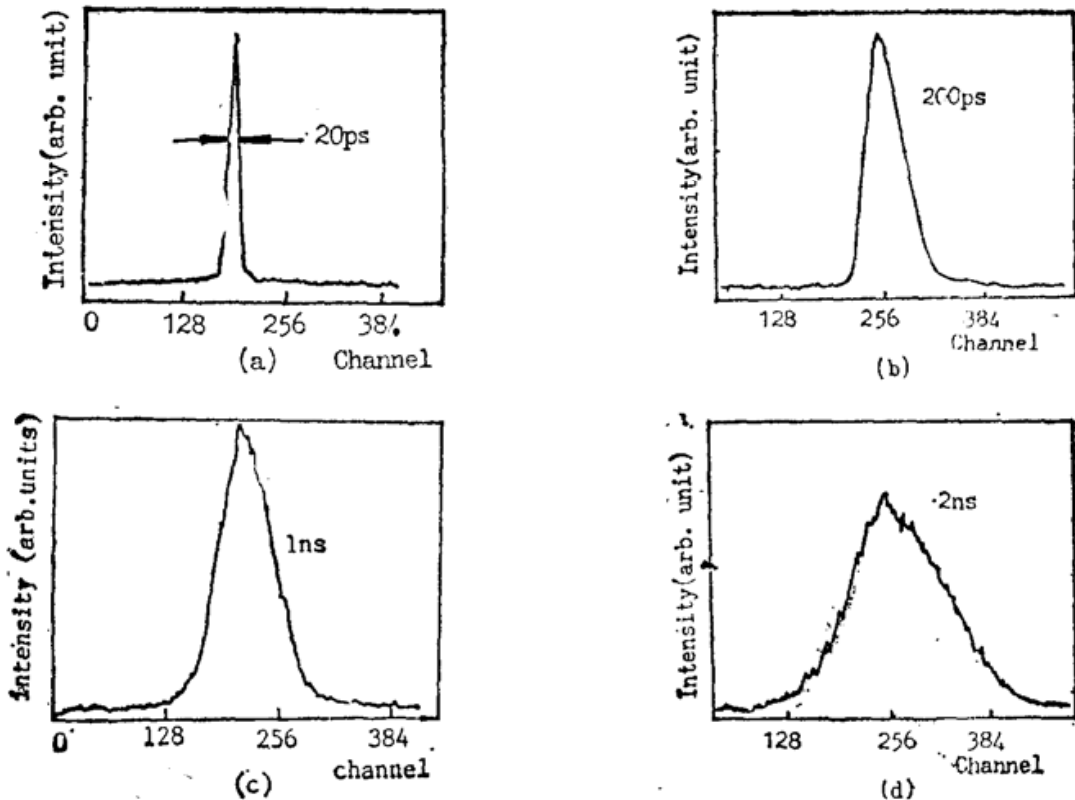 Intensity(arb. unit)
20ps
0 128 256 384
(a) Channel
Intensity(arb. unit)
200ps
128 256 384
Channel
(b)
Intensity (arb.units)
1ns
0 128 256 384
channel
(c)
Intensity(arb. unit)
2ns
128 256 384
Channel
(d)